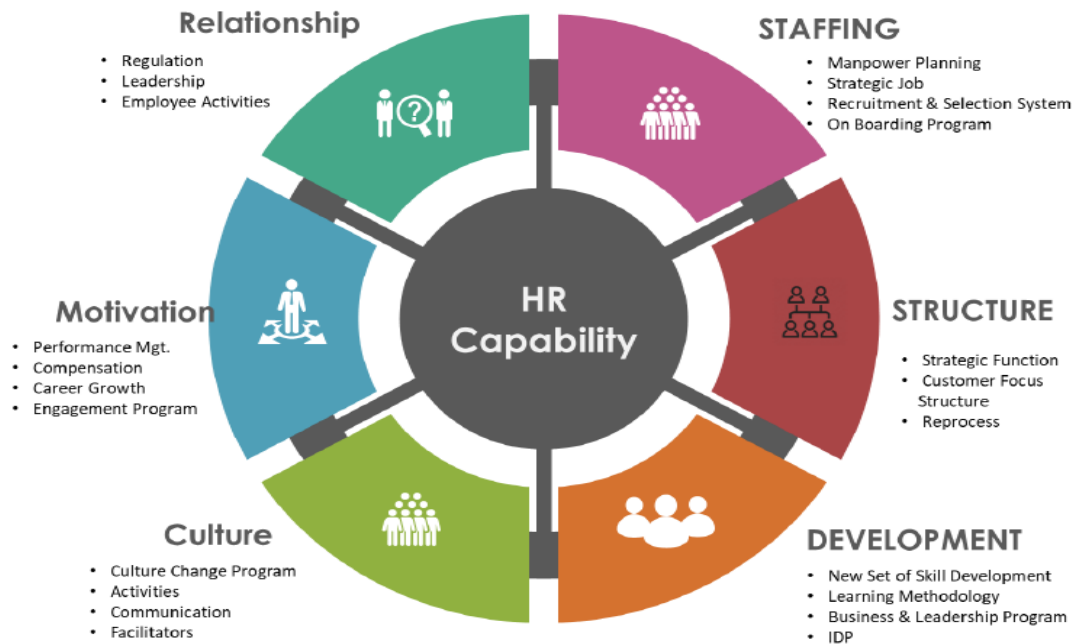 Relationship
• Regulation
• Leadership
• Employee Activities
STAFFING
• Manpower Planning
• Strategic Job
• Recruitment & Selection System
• On Boarding Program
?
HR
Capability
Motivation
• Performance Mgt.
• Compensation
• Career Growth
• Engagement Program
STRUCTURE
• Strategic Function
• Customer Focus
Structure
• Reprocess
Culture
• Culture Change Program
• Activities
• Communication
• Facilitators
DEVELOPMENT
• New Set of Skill Development
• Learning Methodology
• Business & Leadership Program
• IDP